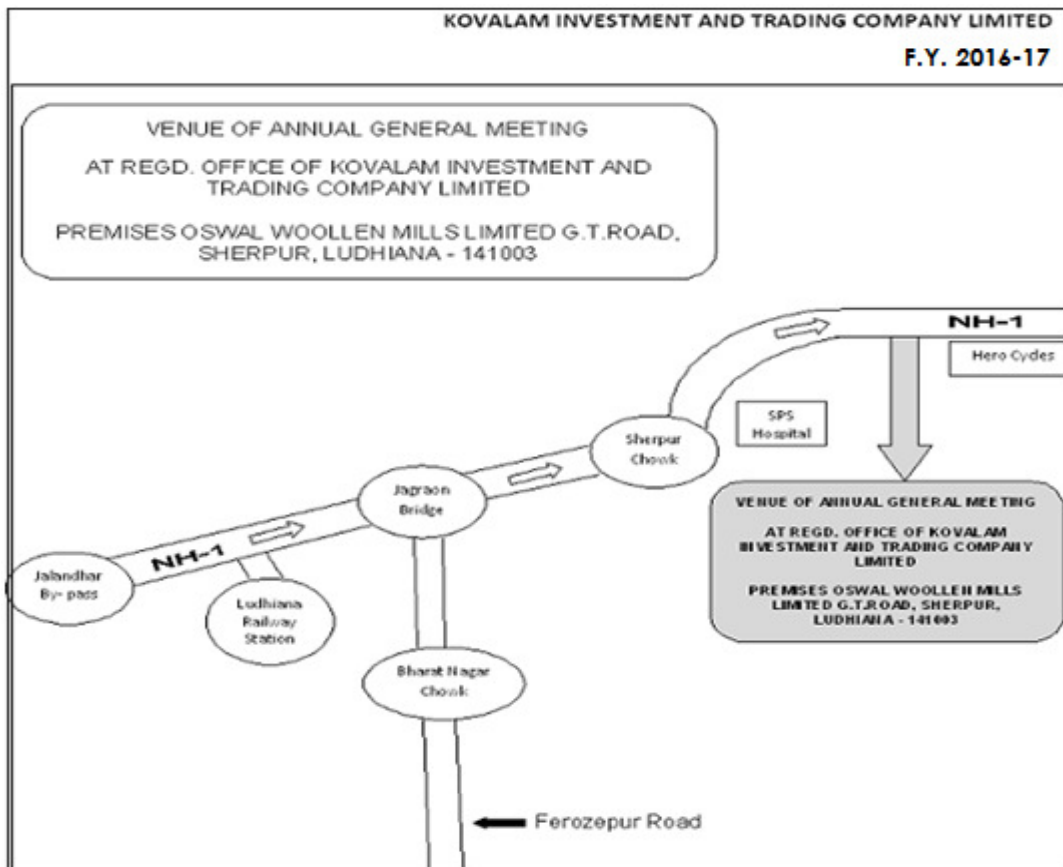 KOVALAM INVESTMENT AND TRADING COMPANY LIMITED
F.Y. 2016-17
VENUE OF ANNUAL GENERAL MEETING
AT REGD. OFFICE OF KOVALAM INVESTMENT AND
TRADING COMPANY LIMITED
PREMISES OSWAL WOOLLEN MILLS LIMITED G.T.ROAD,
SHERPUR, LUDHIANA - 141003
NH-1
Hero Cycles
SPS
Hospital
Sherpur
Chowk
Jagraon
Bridge
NH-1
Jalandhar
By- pass
Ludhiana
Railway
Station
VENUE OF ANNUAL GENERAL MEETING
AT REGD. OFFICE OF KOVALAM
INVESTMENT AND TRADING COMPANY
LIMITED
PREMISES OSWAL WOOLLEN MILLS
LIMITED G.T.ROAD, SHERPUR,
LUDHIANA - 141003
Bharat Nagar
Chowk
Ferozepur Road